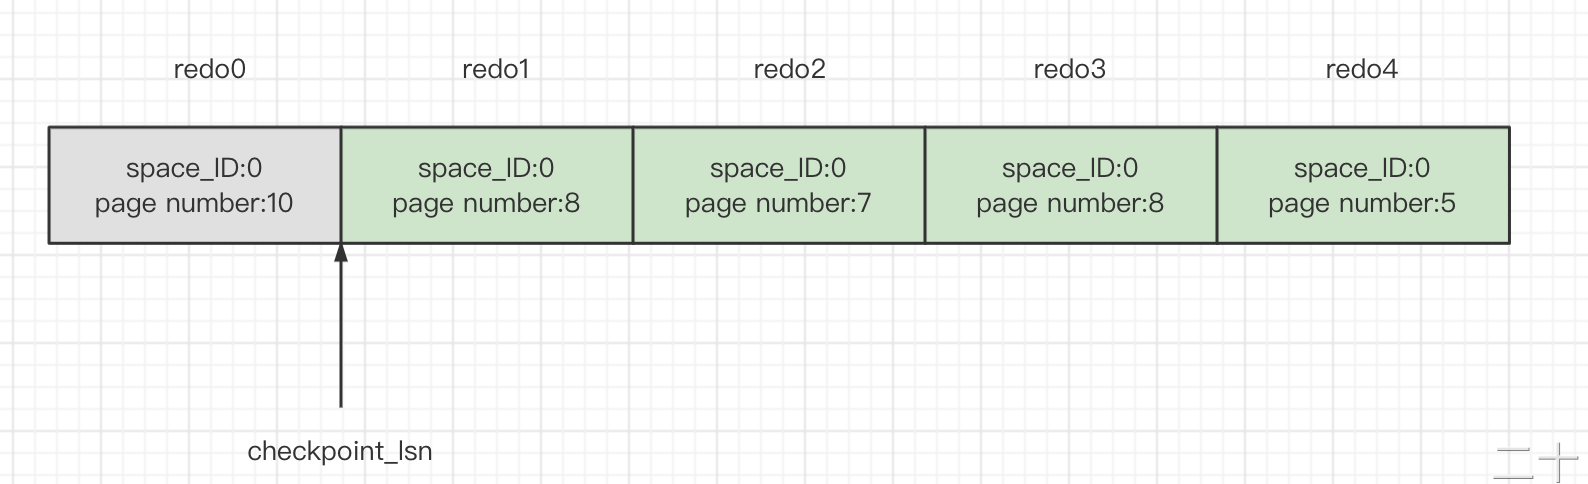 redo0 redo1 redo2 redo3 redo4
space_ID:0 space_ID:0 space_ID:0 space_ID:0 space_ID:0
page number:10 page number:8 page number:7 page number:8 page number:5
checkpoint_lsn
二十